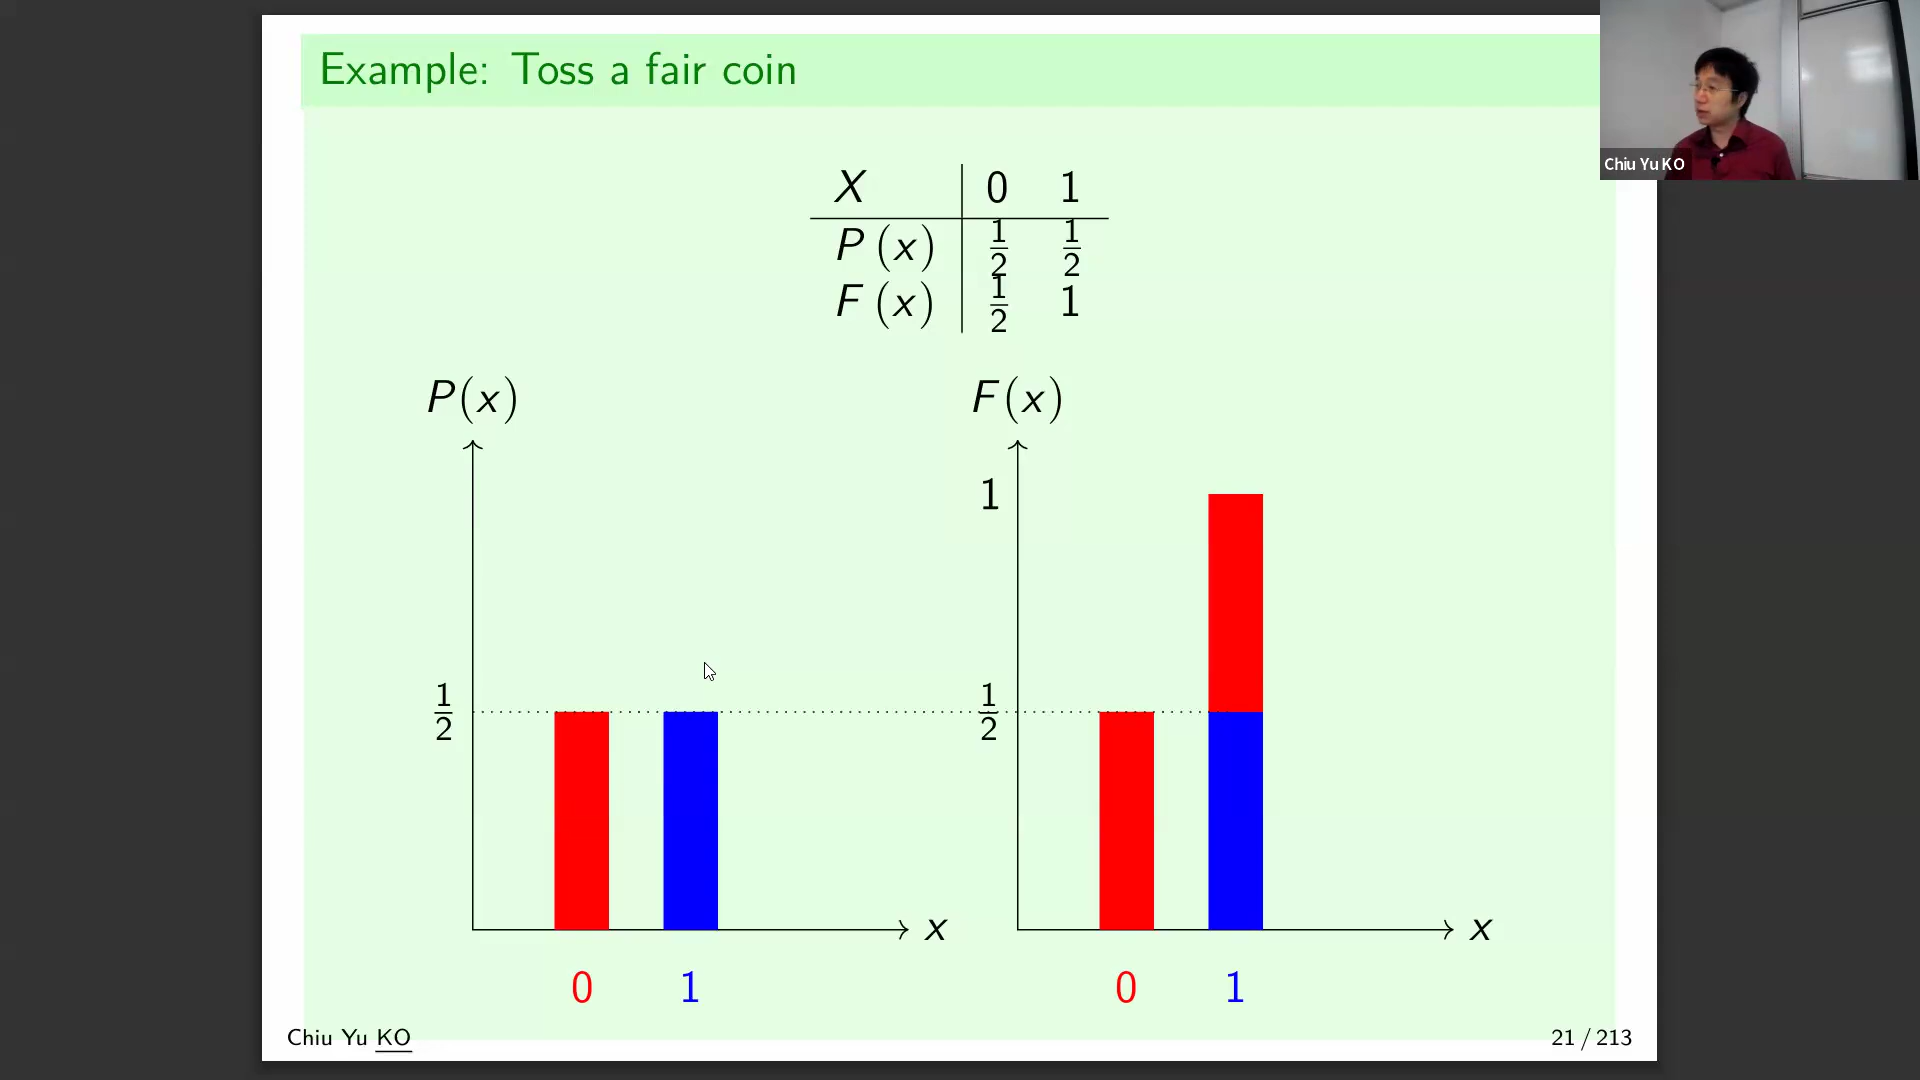 Example: Toss a fair coin
Chiu Yu KO
X 0 1
P (x) 1/2 1/2
F (x) 1/2 1
P(x) F(x)
1
1/2 1/2
x x
0 1 0 1
Chiu Yu KO 21 / 213